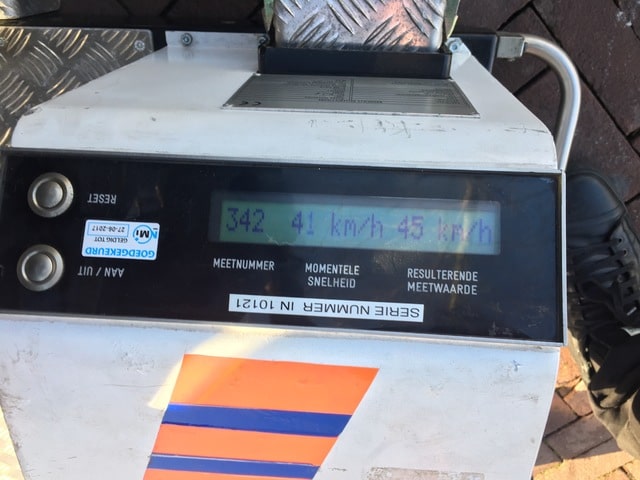 342 41 km/h 45 km/h
MEETNUMMER
MOMENTELE
SNELHEID
RESULTERENDE
MEETWAARDE
RESET
AAN / UIT
NMi
GOEDGEKEURD
GELDIG TOT
27-06-2017
SERIE NUMMER IN 10121